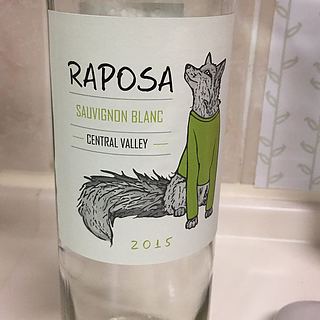 RAPOSA
SAUVIGNON BLANC
CENTRAL VALLEY
2015